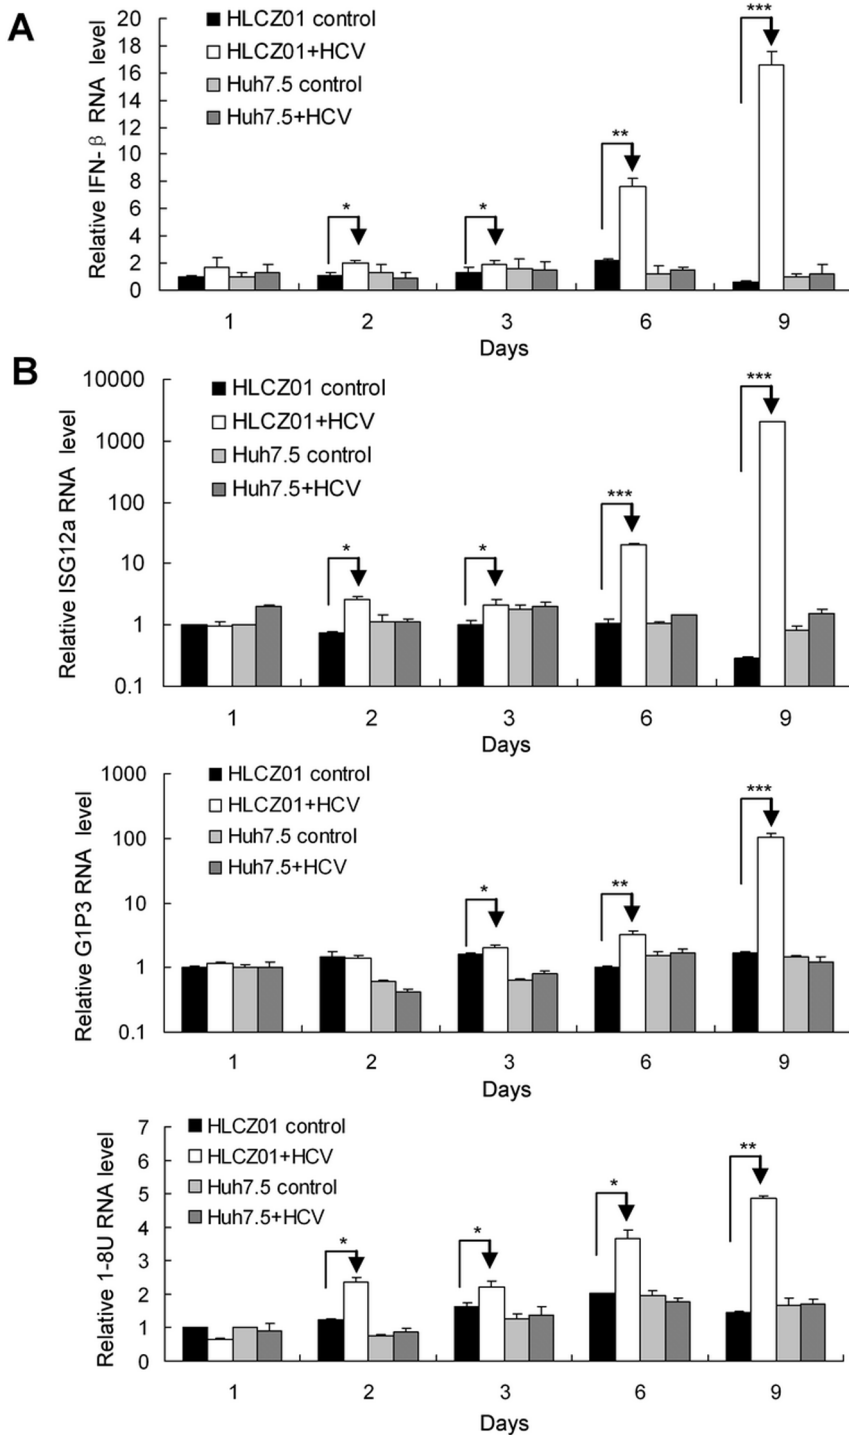 A
Relative IFN-β RNA level
HLCZ01 control
HLCZ01+HCV
Huh7.5 control
Huh7.5+HCV
20
18
16
14
12
10
8
6
4
2
0
*
*
**
***
1 2 3 6 9
Days
B
Relative ISG12a RNA level
HLCZ01 control
HLCZ01+HCV
Huh7.5 control
Huh7.5+HCV
10000
1000
100
10
1
0.1
*
*
***
***
1 2 3 6 9
Days
Relative G1P3 RNA level
HLCZ01 control
HLCZ01+HCV
Huh7.5 control
Huh7.5+HCV
1000
100
10
1
0.1
*
**
***
1 2 3 6 9
Days
Relative 1-8U RNA level
HLCZ01 control
HLCZ01+HCV
Huh7.5 control
Huh7.5+HCV
7
6
5
4
3
2
1
0
*
*
*
**
1 2 3 6 9
Days